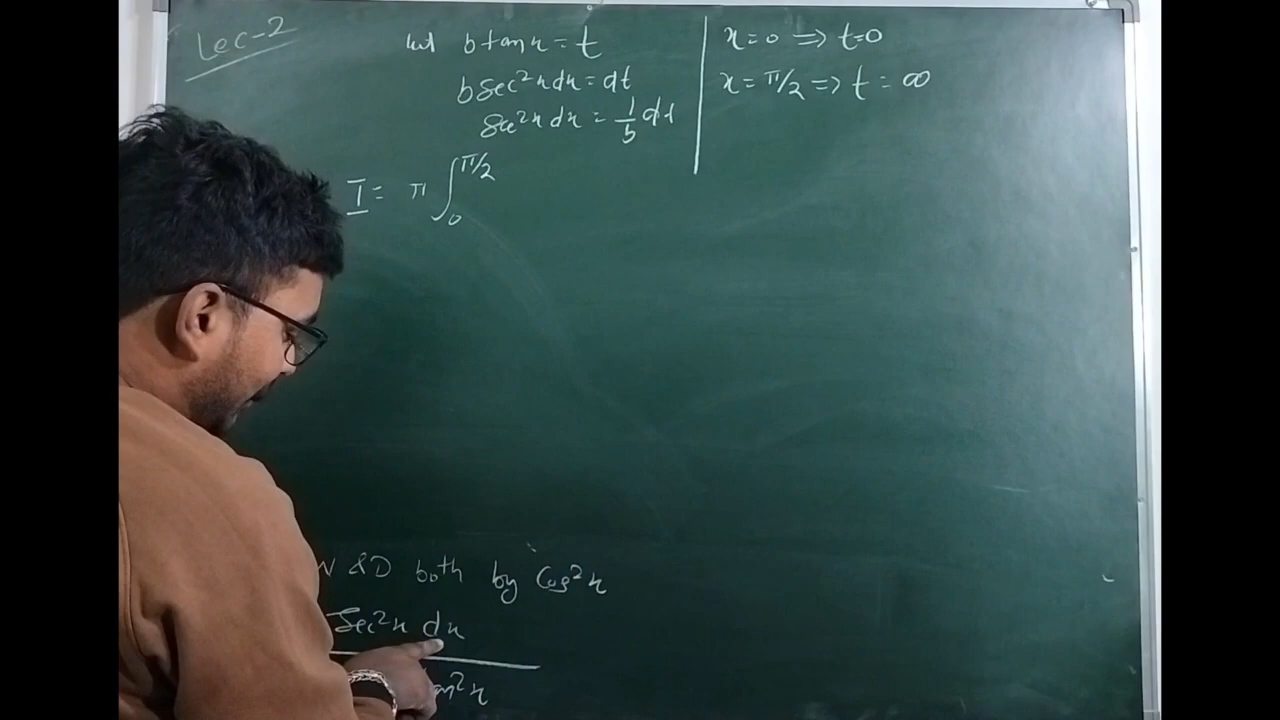 Lec-2
let b tan x = t
b sec²x dx = dt
sec²x dx = 1/b dt
x = 0 ⟹ t=0
x = π/2 ⟹ t = ∞
I = π ∫₀^π/2
N & D both by Cos²x
Sec²x dx
an²x